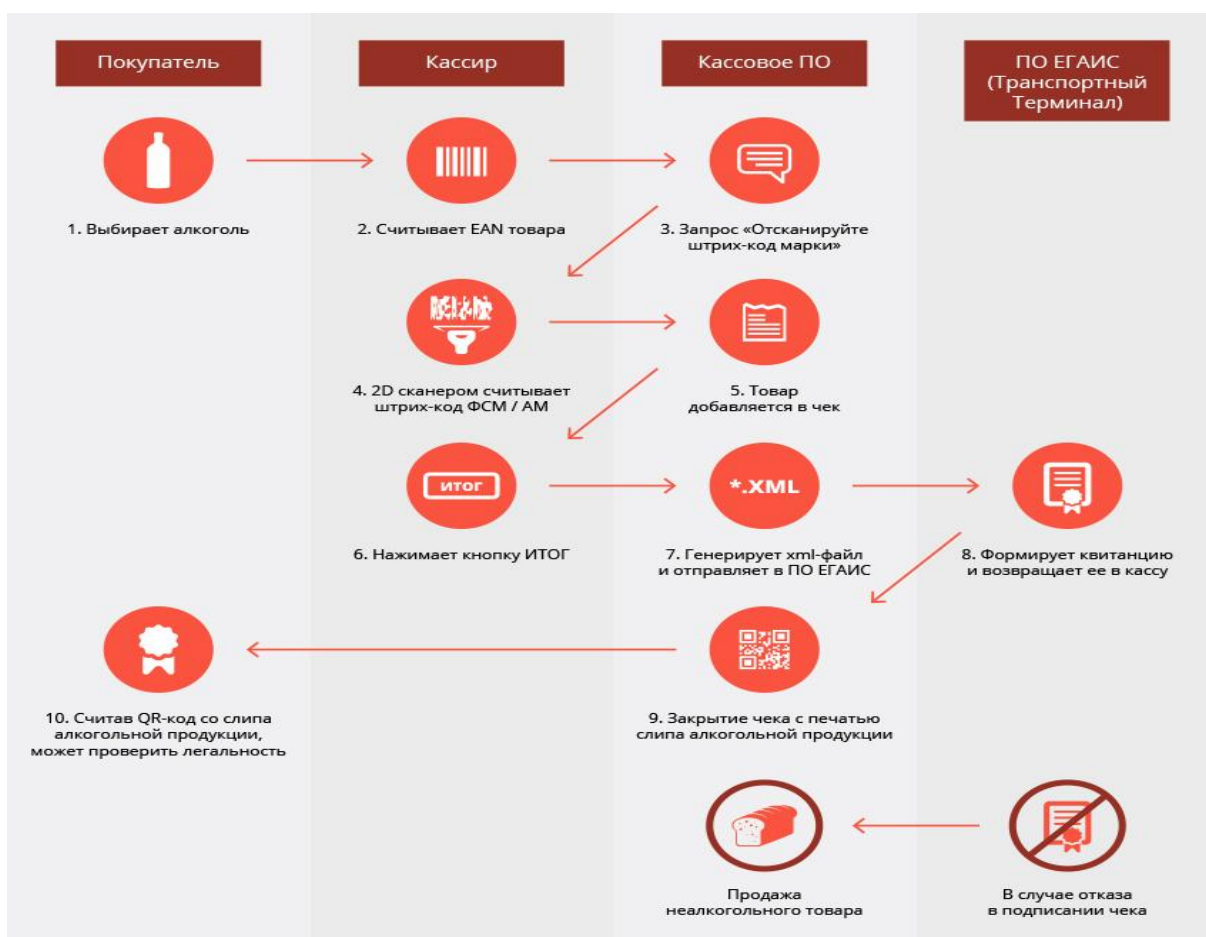 Покупатель
Кассир
Кассовое ПО
ПО ЕГАИС
(Транспортный
Терминал)
1. Выбирает алкоголь
2. Считывает EAN товара
3. Запрос «Отсканируйте
штрих-код марки»
4. 2D сканером считывает
штрих-код ФСМ / АМ
5. Товар
добавляется в чек
ИТОГ
*.XML
6. Нажимает кнопку ИТОГ
7. Генерирует xml-файл
и отправляет в ПО ЕГАИС
8. Формирует квитанцию
и возвращает ее в кассу
10. Считав QR-код со слипа
алкогольной продукции,
может проверить легальность
9. Закрытие чека с печатью
слипа алкогольной продукции
Продажа
неалкогольного товара
В случае отказа
в подписании чека